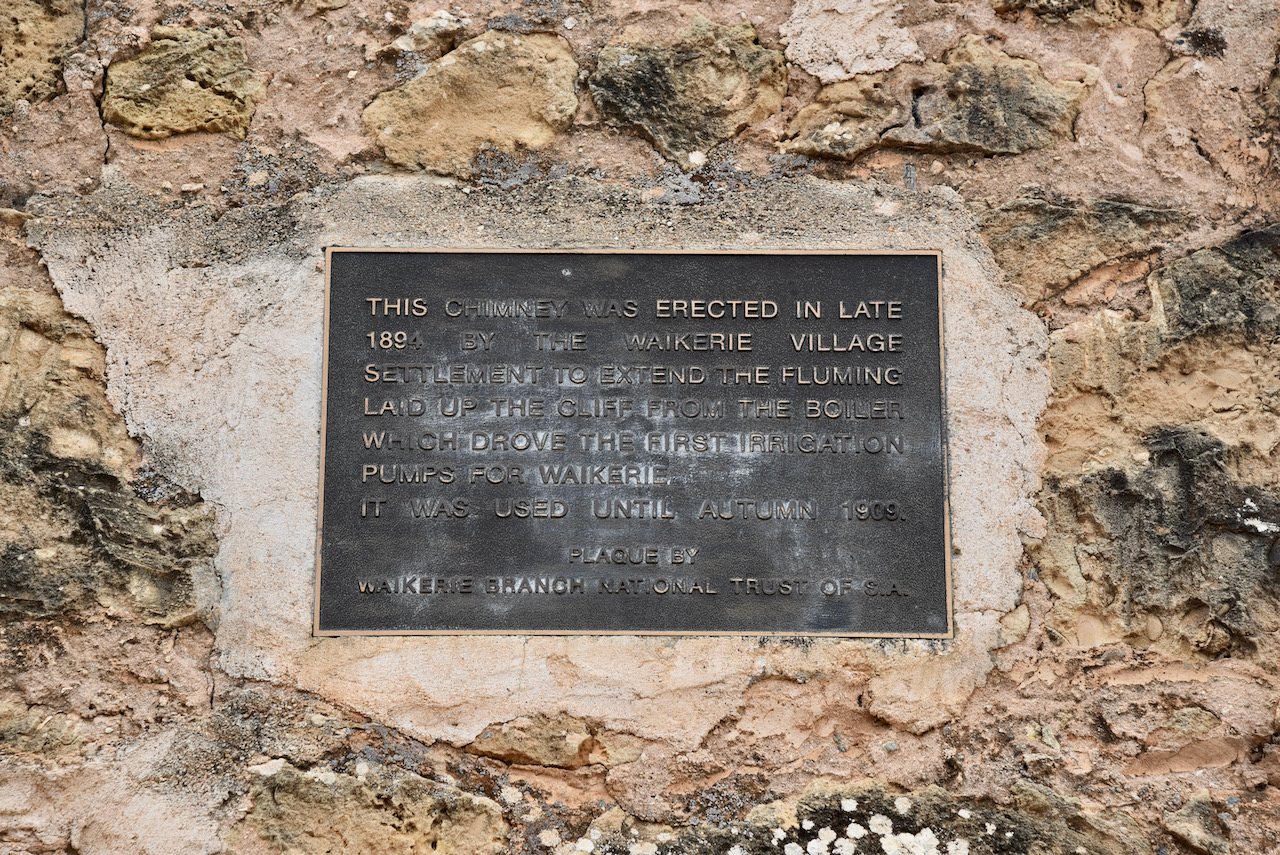 THIS CHIMNEY WAS ERECTED IN LATE
1894 BY THE WAIKERIE VILLAGE
SETTLEMENT TO EXTEND THE FLUMING
LAID UP THE CLIFF FROM THE BOILER
WHICH DROVE THE FIRST IRRIGATION
PUMPS FOR WAIKERIE.
IT WAS USED UNTIL AUTUMN 1909.
PLAQUE BY
WAIKERIE BRANCH NATIONAL TRUST OF S.A.